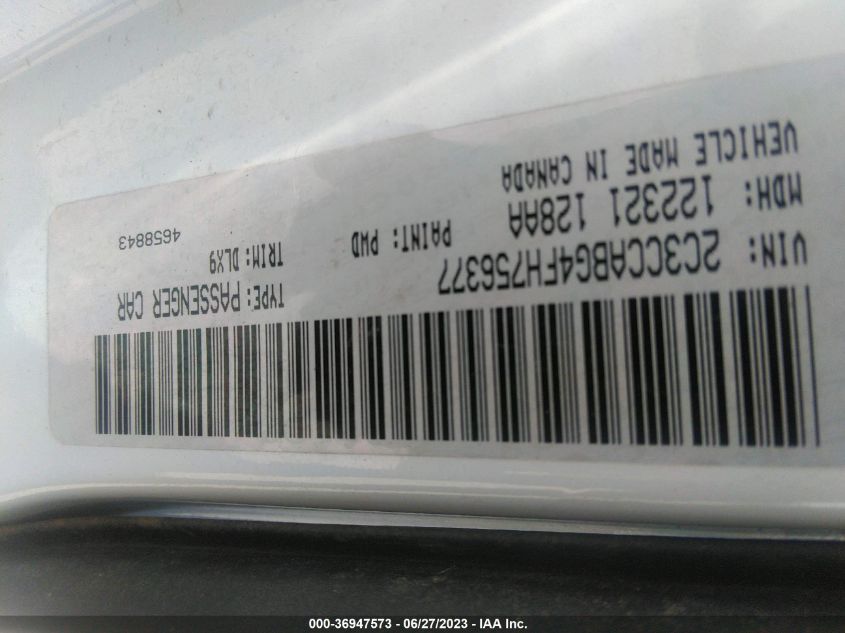 VEHICLE MADE IN CANADA
MDH: 122321 128AA
VIN: 2C3CCABG4FH756377
PAINT: PWD
TRIM: DLX9
TYPE: PASSENGER CAR
4658843
000-36947573 - 06/27/2023 - IAA Inc.